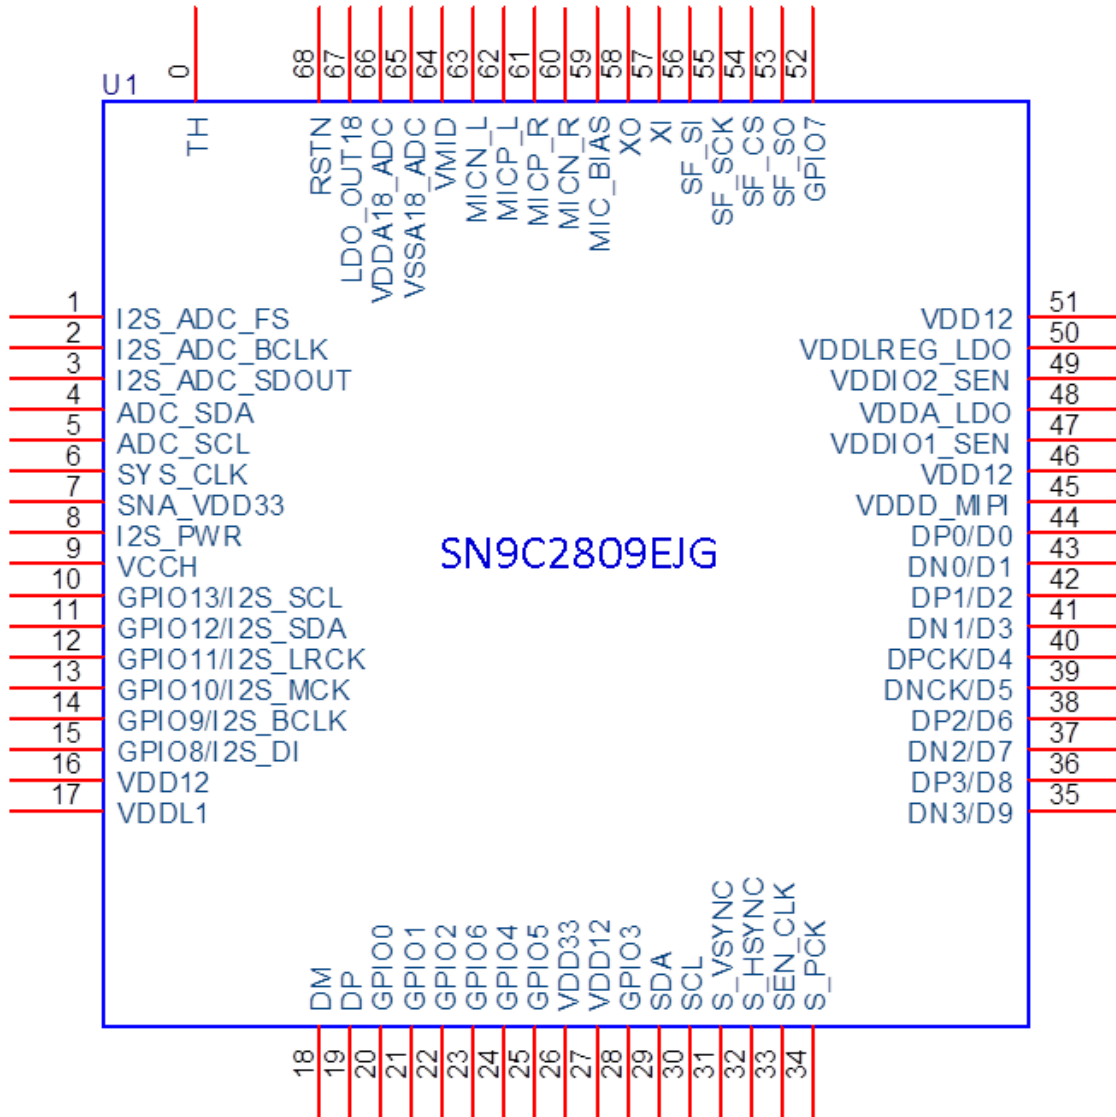 U1
0
68
67
66
65
64
63
62
61
60
59
58
57
56
55
54
53
52
TH
RSTN
LDO_OUT18
VDDA18_ADC
VSSA18_ADC
VMID
MICN_L
MICP_L
MICP_R
MICN_R
MIC_BIAS
XO
XI
SF_SI
SF_SCK
SF_CS
SF_SO
GPIO7
1 I2S_ADC_FS
2 I2S_ADC_BCLK
3 I2S_ADC_SDOUT
4 ADC_SDA
5 ADC_SCL
6 SYS_CLK
7 SNA_VDD33
8 I2S_PWR
9 VCCH
10 GPIO13/I2S_SCL
11 GPIO12/I2S_SDA
12 GPIO11/I2S_LRCK
13 GPIO10/I2S_MCK
14 GPIO9/I2S_BCLK
15 GPIO8/I2S_DI
16 VDD12
17 VDDL1
SN9C2809EJG
VDD12 51
VDDLREG_LDO 50
VDDIO2_SEN 49
VDDA_LDO 48
VDDIO1_SEN 47
VDD12 46
VDDD_MIPI 45
DP0/D0 44
DN0/D1 43
DP1/D2 42
DN1/D3 41
DPCK/D4 40
DNCK/D5 39
DP2/D6 38
DN2/D7 37
DP3/D8 36
DN3/D9 35
DM
DP
GPIO0
GPIO1
GPIO2
GPIO6
GPIO4
GPIO5
VDD33
VDD12
GPIO3
SDA
SCL
S_VSYNC
S_HSYNC
SEN_CLK
S_PCK
18
19
20
21
22
23
24
25
26
27
28
29
30
31
32
33
34